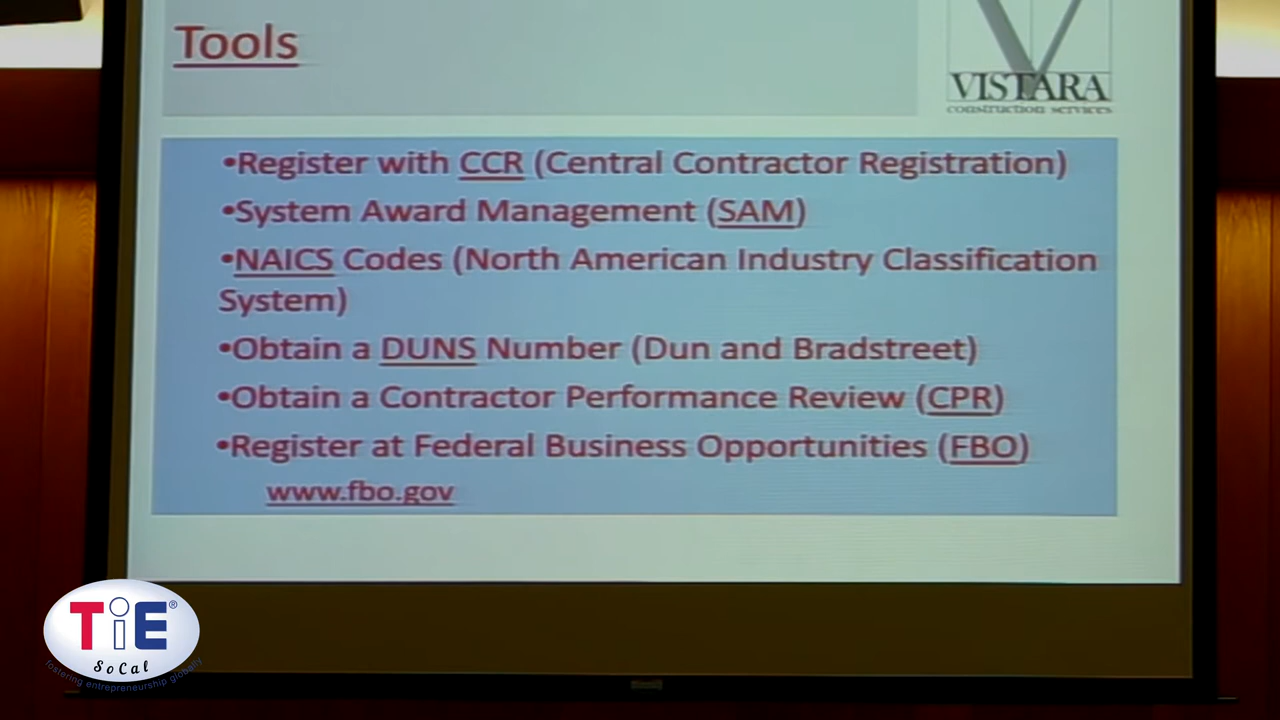 Tools
VISTARA
construction services
•Register with CCR (Central Contractor Registration)
•System Award Management (SAM)
•NAICS Codes (North American Industry Classification
System)
•Obtain a DUNS Number (Dun and Bradstreet)
•Obtain a Contractor Performance Review (CPR)
•Register at Federal Business Opportunities (FBO)
www.fbo.gov
TiE®
SoCal
fostering entrepreneurship globally